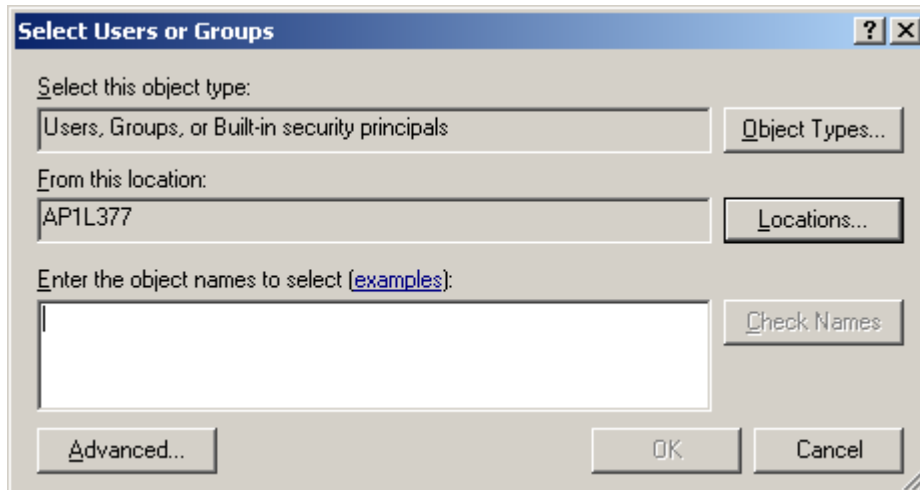 Select Users or Groups
Select this object type:
Users, Groups, or Built-in security principals
Object Types...
From this location:
AP1L377
Locations...
Enter the object names to select (examples):
Check Names
Advanced...
OK
Cancel